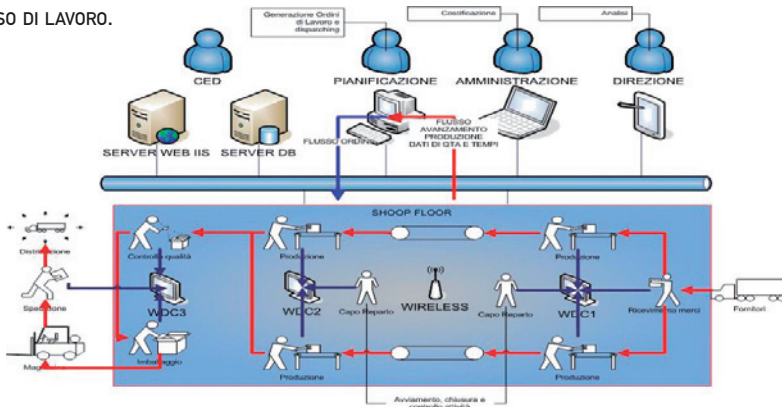 SO DI LAVORO.
Generazione Ordini
di Lavoro e
dispatching
Costificazione
Analisi
CED
PIANIFICAZIONE
AMMINISTRAZIONE
DIREZIONE
SERVER WEB IIS
SERVER DB
FLUSSO ORDINI
FLUSSO
AVANZAMENTO
PRODUZIONE
DATI DI QTA E TEMPI
SHOOP FLOOR
Distribuzione
Controllo qualità
Produzione
Produzione
Spedizione
WDC3
WDC2
Capo Reparto
WIRELESS
Capo Reparto
WDC1
Ricevimento merci
Fornitori
Magazzino
Imballaggio
Produzione
Produzione
Avviamento, chiusura e
controllo attività